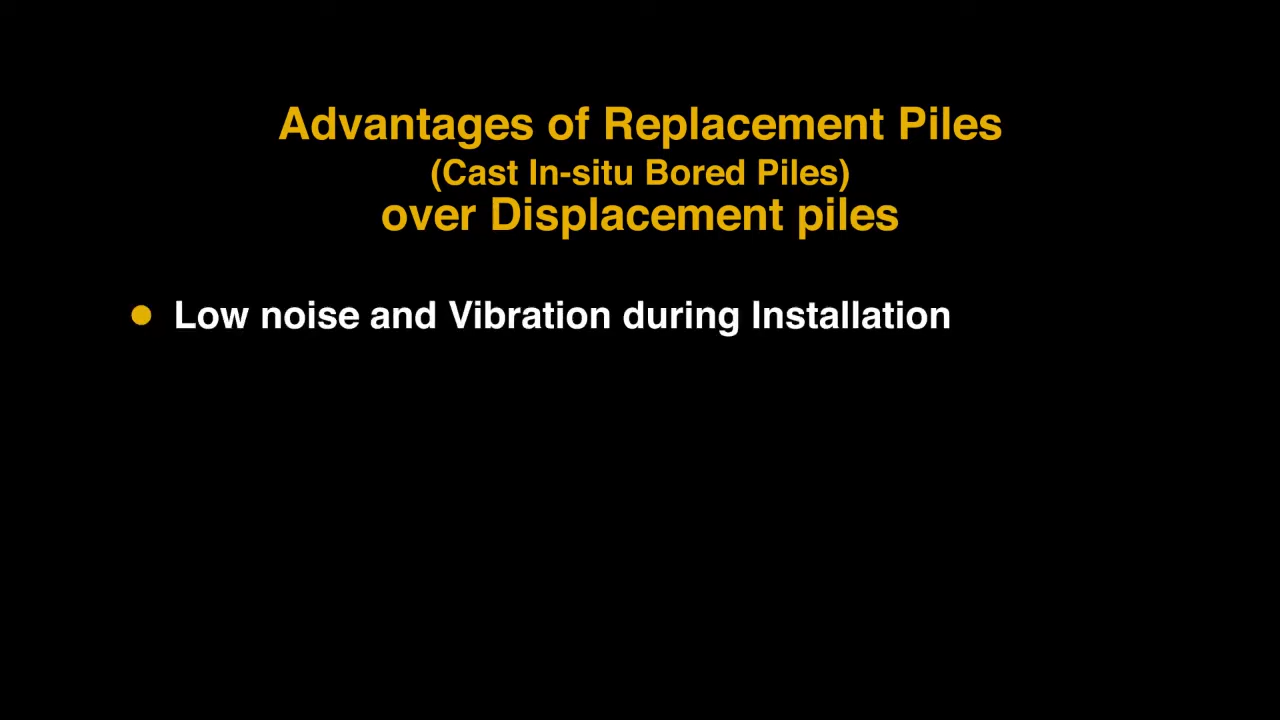 Advantages of Replacement Piles
(Cast In-situ Bored Piles)
over Displacement piles
Low noise and Vibration during Installation